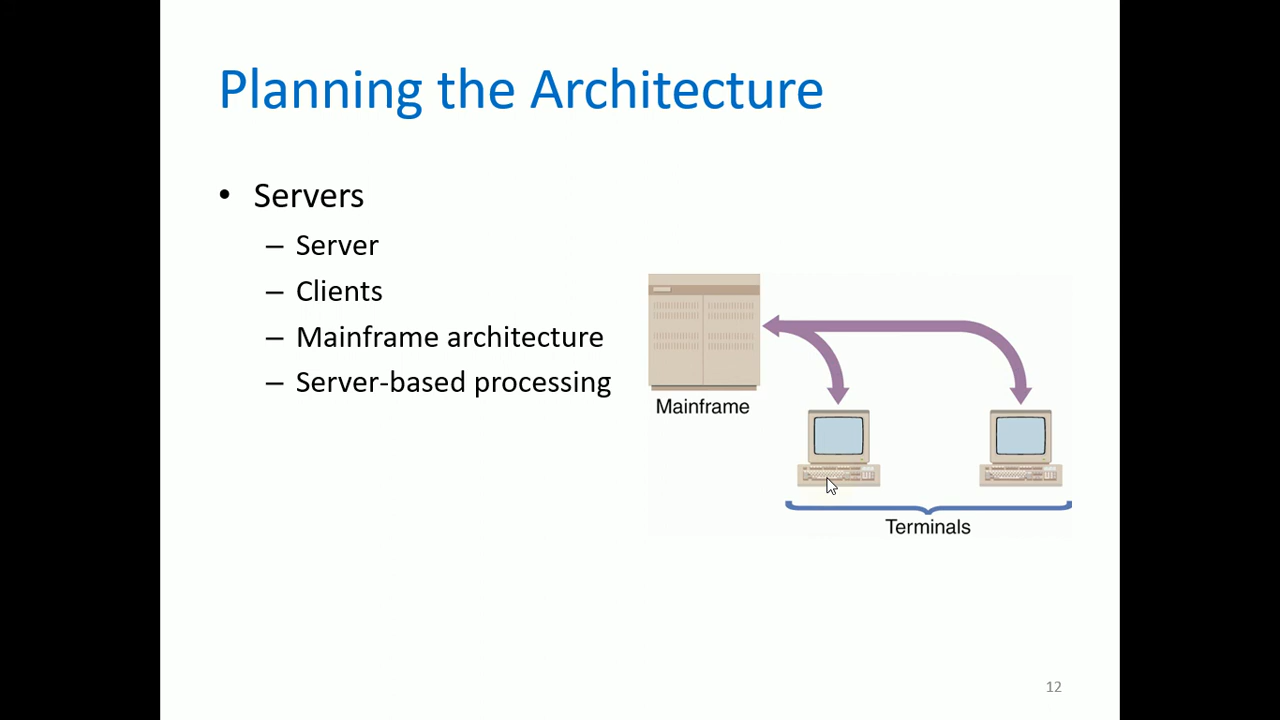 Planning the Architecture
• Servers
– Server
– Clients
– Mainframe architecture
– Server-based processing
Mainframe
Terminals
12